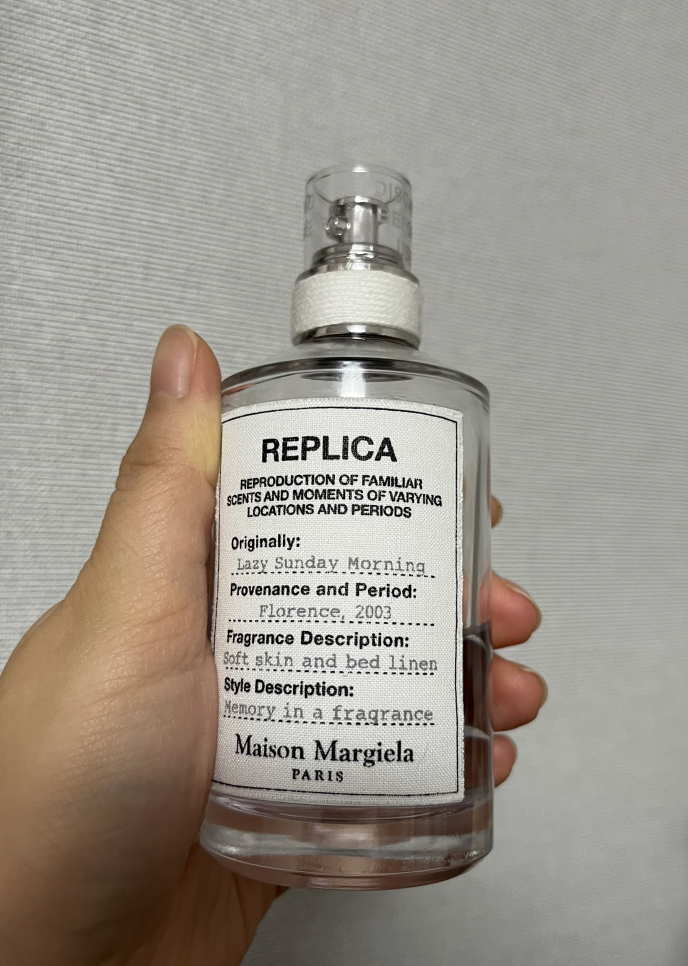 REPLICA
REPRODUCTION OF FAMILIAR
SCENTS AND MOMENTS OF VARYING
LOCATIONS AND PERIODS
Originally:
Lazy Sunday Morning
Provenance and Period:
Florence, 2003
Fragrance Description:
Soft skin and bed linen
Style Description:
Memory in a fragrance
Maison Margiela
PARIS